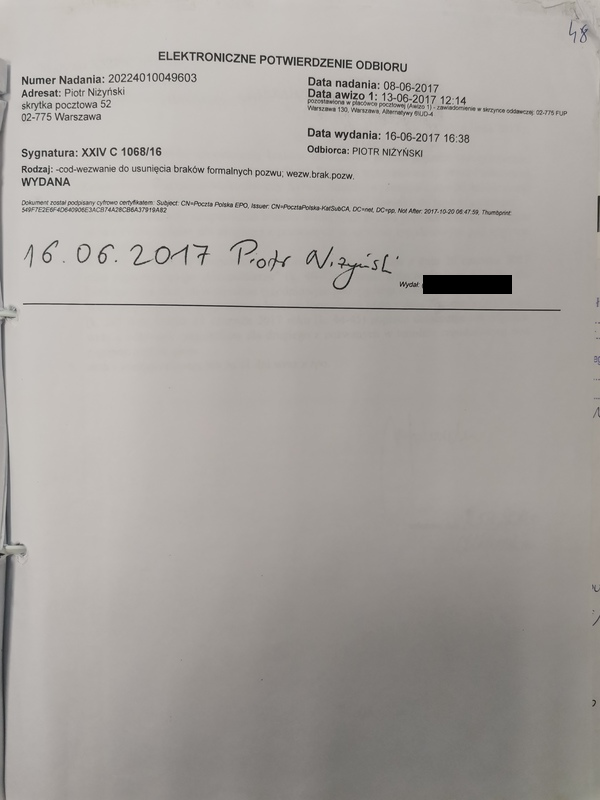 48
ELEKTRONICZNE POTWIERDZENIE ODBIORU
Numer Nadania: 20224010049603
Adresat: Piotr Niżyński
skrytka pocztowa 52
02-775 Warszawa
Data nadania: 08-06-2017
Data awizo 1: 13-06-2017 12:14
pozostawiona w placówce pocztowej (Awizo 1) - zawiadomienie w skrzynce oddawczej: 02-775 FUP
Warszawa 130, Warszawa, Alternatywy 6\UD-4
Data wydania: 16-06-2017 16:38
Sygnatura: XXIV C 1068/16
Odbiorca: PIOTR NIŻYŃSKI
Rodzaj: -cod-wezwanie do usunięcia braków formalnych pozwu; wezw.brak.pozw.
WYDANA
Dokument został podpisany cyfrowo certyfikatem: Subject: CN=Poczta Polska EPO, Issuer: CN=PocztaPolska-KatSubCA, DC=net, DC=pp, Not After: 2017-10-20 06:47:59, Thumbprint:
549F7E2E6F4D640906E3ACB74A28CB6A37919A82
16.06.2017 Piotr Niżyński
Wydał: